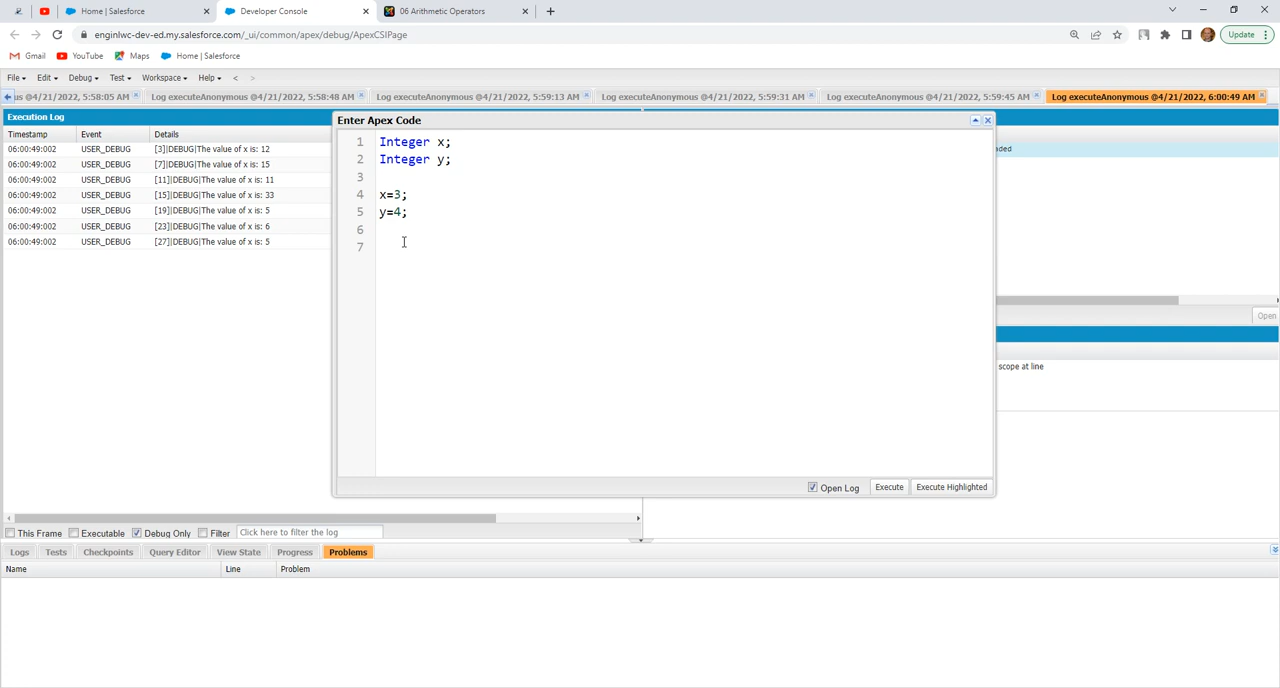 Home | Salesforce
Developer Console
06 Arithmetic Operators
enginlwc-dev-ed.my.salesforce.com/_ui/common/apex/debug/ApexCSIPage
Update
Gmail YouTube Maps Home | Salesforce
File Edit Debug Test Workspace Help < >
us @4/21/2022, 5:58:05 AM Log executeAnonymous @4/21/2022, 5:58:48 AM Log executeAnonymous @4/21/2022, 5:59:13 AM Log executeAnonymous @4/21/2022, 5:59:31 AM Log executeAnonymous @4/21/2022, 5:59:45 AM Log executeAnonymous @4/21/2022, 6:00:49 AM
Execution Log
Timestamp Event Details
06:00:49:002 USER_DEBUG [3]|DEBUG|The value of x is: 12
06:00:49:002 USER_DEBUG [7]|DEBUG|The value of x is: 15
06:00:49:002 USER_DEBUG [11]|DEBUG|The value of x is: 11
06:00:49:002 USER_DEBUG [15]|DEBUG|The value of x is: 33
06:00:49:002 USER_DEBUG [19]|DEBUG|The value of x is: 5
06:00:49:002 USER_DEBUG [23]|DEBUG|The value of x is: 6
06:00:49:002 USER_DEBUG [27]|DEBUG|The value of x is: 5
Enter Apex Code
1 Integer x;
2 Integer y;
3
4 x=3;
5 y=4;
6
7
Open Log Execute Execute Highlighted
aded
Open
scope at line
This Frame Executable Debug Only Filter Click here to filter the log
Logs Tests Checkpoints Query Editor View State Progress Problems
Name Line Problem